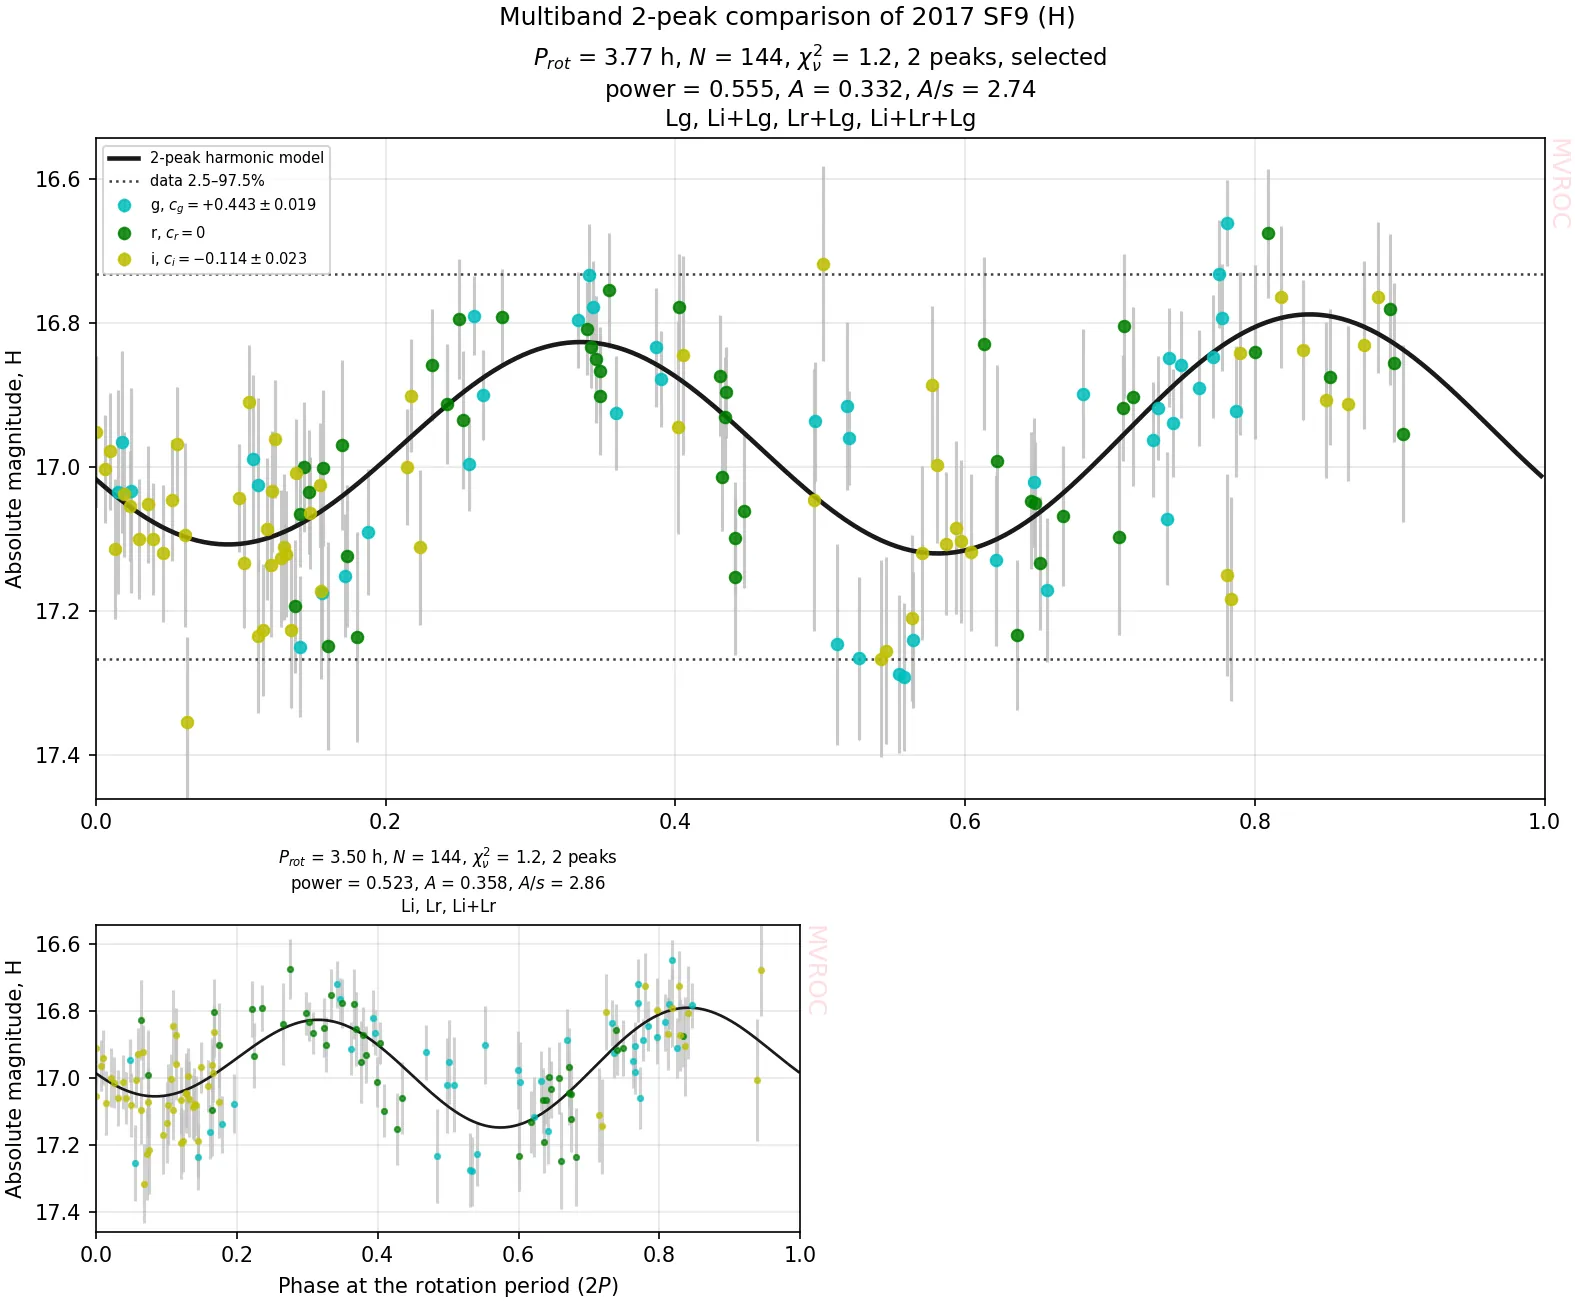 Multiband 2-peak comparison of 2017 SF9 (H)
P_rot = 3.77 h, N = 144, χ²_ν = 1.2, 2 peaks, selected
power = 0.555, A = 0.332, A/s = 2.74
Lg, Li+Lg, Lr+Lg, Li+Lr+Lg
2-peak harmonic model
data 2.5–97.5%
g, c_g = +0.443 ± 0.019
r, c_r = 0
i, c_i = −0.114 ± 0.023
MVROC
Absolute magnitude, H
16.6
16.8
17.0
17.2
17.4
0.0 0.2 0.4 0.6 0.8 1.0
P_rot = 3.50 h, N = 144, χ²_ν = 1.2, 2 peaks
power = 0.523, A = 0.358, A/s = 2.86
Li, Lr, Li+Lr
MVROC
Absolute magnitude, H
16.6
16.8
17.0
17.2
17.4
0.0 0.2 0.4 0.6 0.8 1.0
Phase at the rotation period (2P)